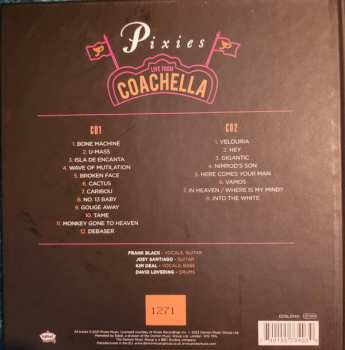 Pixies
LIVE FROM
COACHELLA
CD1
1. BONE MACHINE
2. U-MASS
3. ISLA DE ENCANTA
4. WAVE OF MUTILATION
5. BROKEN FACE
6. CACTUS
7. CARIBOU
8. NO. 13 BABY
9. GOUGE AWAY
10. TAME
11. MONKEY GONE TO HEAVEN
12. DEBASER
CD2
1. VELOURIA
2. HEY
3. GIGANTIC
4. NIMROD'S SON
5. HERE COMES YOUR MAN
6. VAMOS
7. IN HEAVEN / WHERE IS MY MIND?
8. INTO THE WHITE
FRANK BLACK - VOCALS, GUITAR
JOEY SANTIAGO - GUITAR
KIM DEAL - VOCALS, BASS
DAVID LOVERING - DRUMS
1271